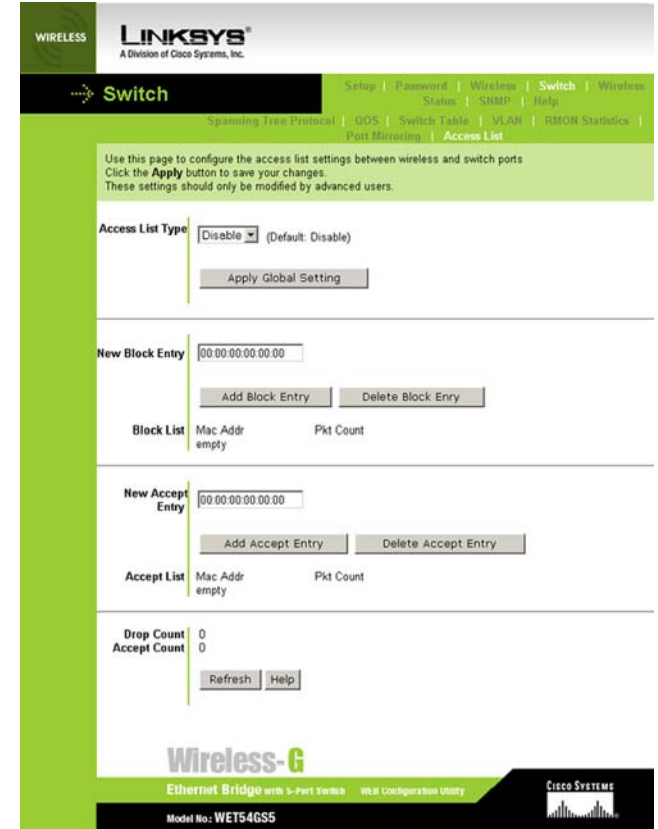 WIRELESS
LINKSYS®
A Division of Cisco Systems, Inc.
Switch
Setup | Password | Wireless | Switch | Wireless
Status | SNMP | Help
Spanning Tree Protocol | QOS | Switch Table | VLAN | RMON Statistics |
Port Mirroring | Access List
Use this page to configure the access list settings between wireless and switch ports
Click the Apply button to save your changes.
These settings should only be modified by advanced users.
Access List Type Disable (Default: Disable)
Apply Global Setting
New Block Entry 00:00:00:00:00:00
Add Block Entry Delete Block Enry
Block List Mac Addr Pkt Count
empty
New Accept
Entry 00:00:00:00:00:00
Add Accept Entry Delete Accept Entry
Accept List Mac Addr Pkt Count
empty
Drop Count 0
Accept Count 0
Refresh Help
Wireless-G
Ethernet Bridge with 5-Port Switch WEB Configuration Utility
CISCO SYSTEMS
Model No.: WET54GS5